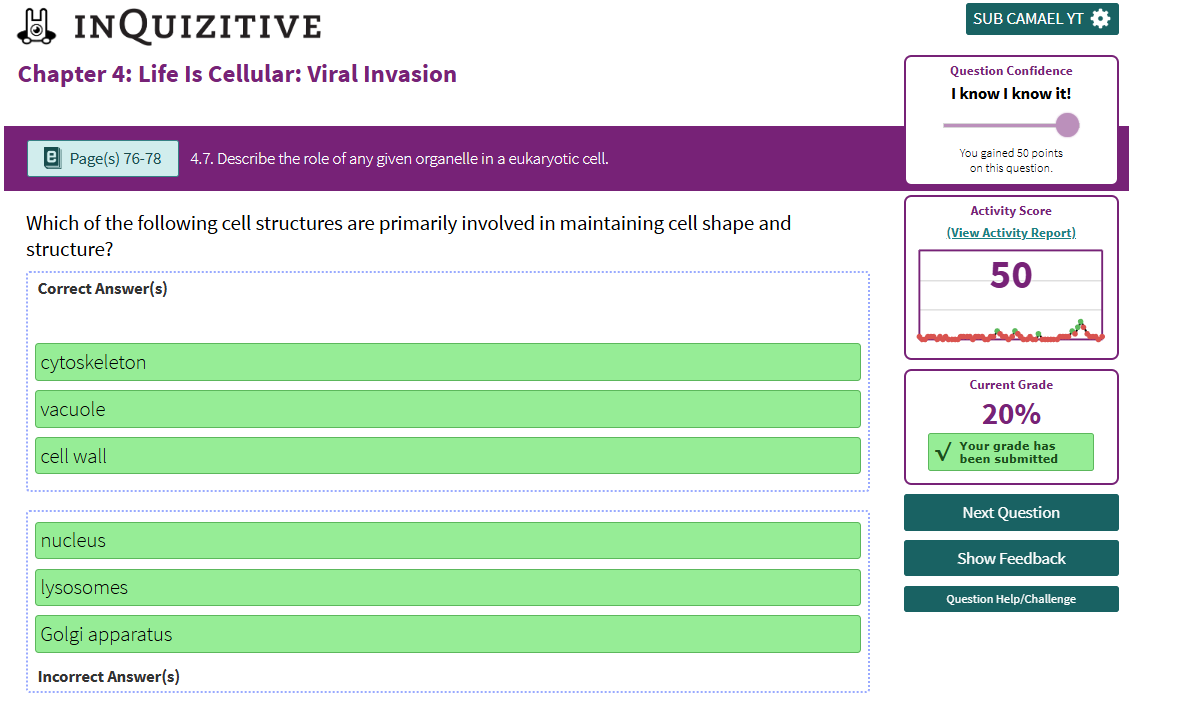 INQUIZITIVE
SUB CAMAEL YT
Chapter 4: Life Is Cellular: Viral Invasion
Question Confidence
I know I know it!
You gained 50 points
on this question.
e Page(s) 76-78
4.7. Describe the role of any given organelle in a eukaryotic cell.
Which of the following cell structures are primarily involved in maintaining cell shape and
structure?
Correct Answer(s)
cytoskeleton
vacuole
cell wall
nucleus
lysosomes
Golgi apparatus
Incorrect Answer(s)
Activity Score
(View Activity Report)
50
Current Grade
20%
√ Your grade has
been submitted
Next Question
Show Feedback
Question Help/Challenge